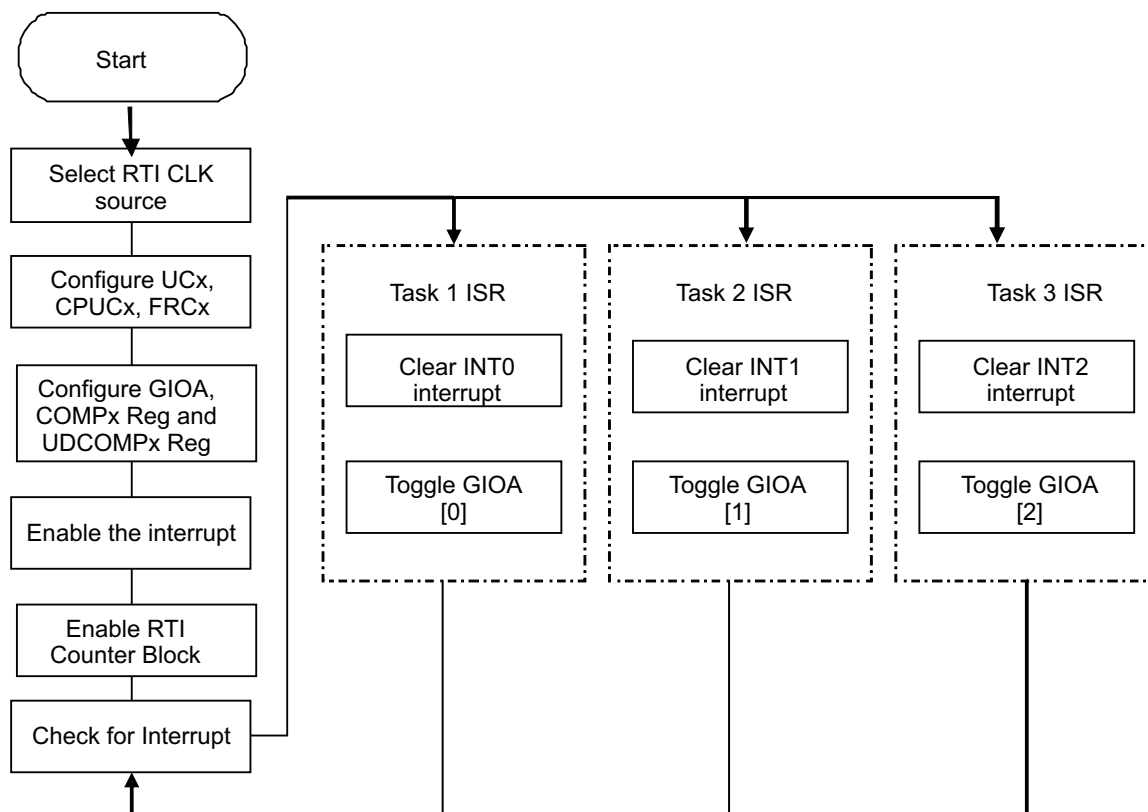 Start
Select RTI CLK
source
Configure UCx,
CPUCx, FRCx
Configure GIOA,
COMPx Reg and
UDCOMPx Reg
Enable the interrupt
Enable RTI
Counter Block
Check for Interrupt
Task 1 ISR
Clear INT0
interrupt
Toggle GIOA
[0]
Task 2 ISR
Clear INT1
interrupt
Toggle GIOA
[1]
Task 3 ISR
Clear INT2
interrupt
Toggle GIOA
[2]